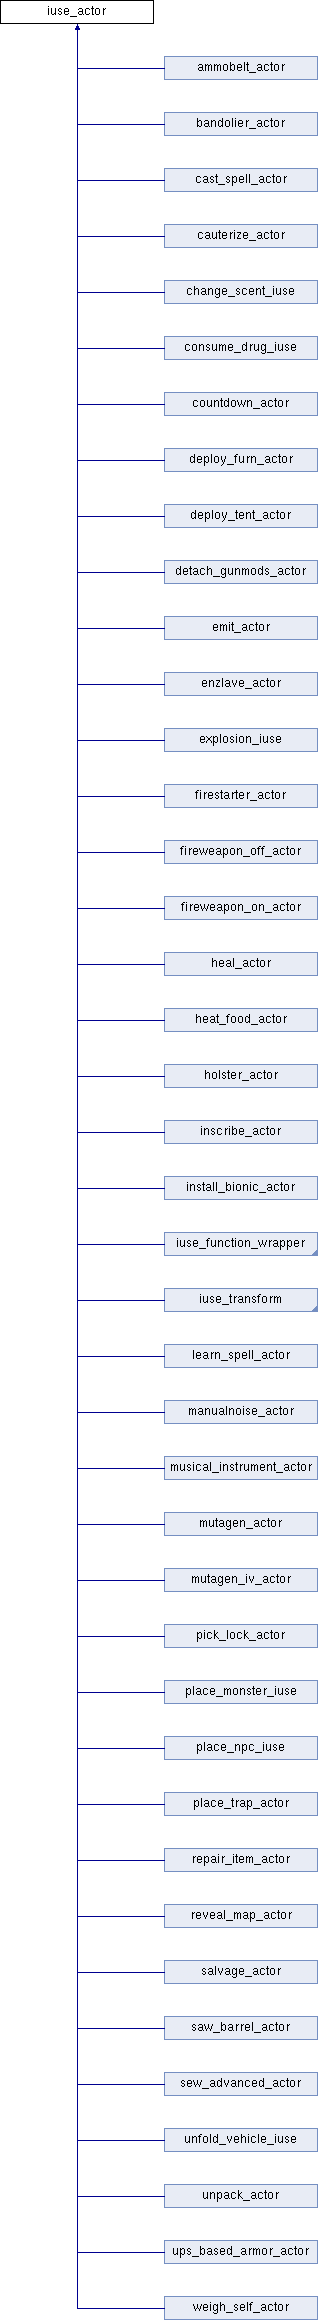 iuse_actor
ammobelt_actor
bandolier_actor
cast_spell_actor
cauterize_actor
change_scent_iuse
consume_drug_iuse
countdown_actor
deploy_furn_actor
deploy_tent_actor
detach_gunmods_actor
emit_actor
enzlave_actor
explosion_iuse
firestarter_actor
fireweapon_off_actor
fireweapon_on_actor
heal_actor
heat_food_actor
holster_actor
inscribe_actor
install_bionic_actor
iuse_function_wrapper
iuse_transform
learn_spell_actor
manualnoise_actor
musical_instrument_actor
mutagen_actor
mutagen_iv_actor
pick_lock_actor
place_monster_iuse
place_npc_iuse
place_trap_actor
repair_item_actor
reveal_map_actor
salvage_actor
saw_barrel_actor
sew_advanced_actor
unfold_vehicle_iuse
unpack_actor
ups_based_armor_actor
weigh_self_actor